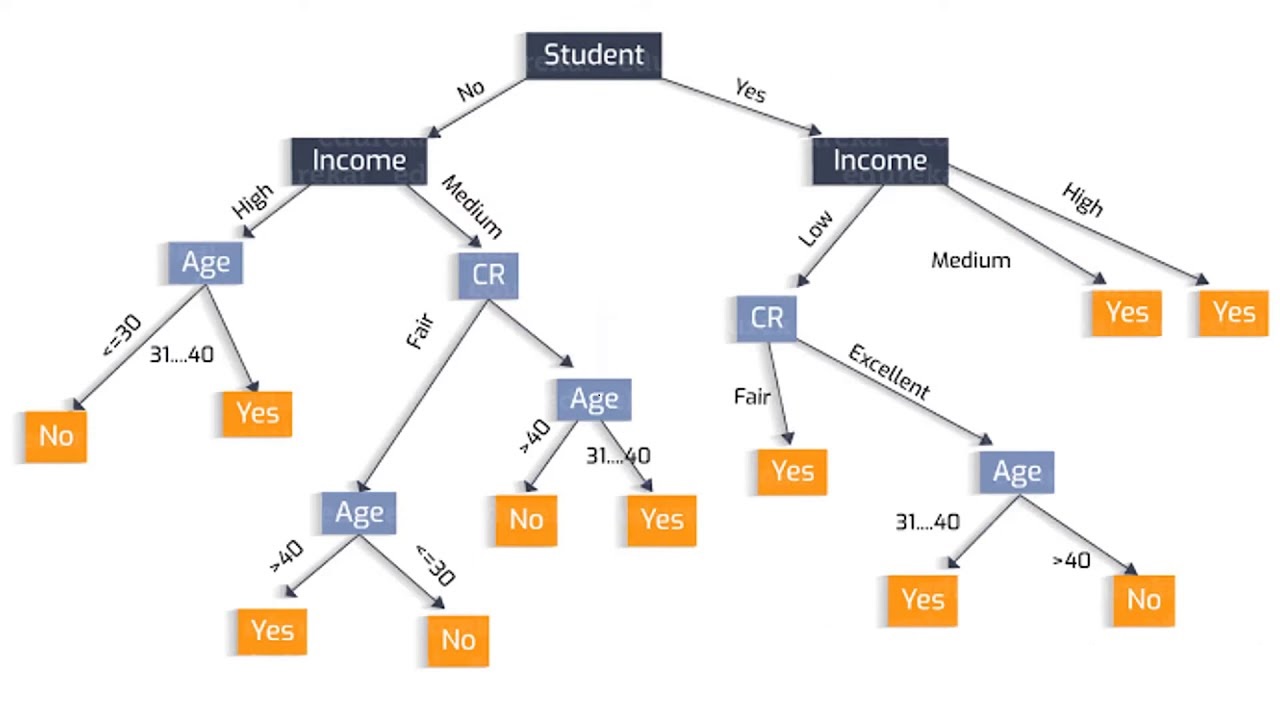 Student
No
Yes
Income
Income
High
Medium
Low
Medium
High
Age
CR
CR
Yes
Yes
<=30
31....40
Fair
Age
Fair
Excellent
No
Yes
>40
31....40
Yes
Age
Age
No
Yes
31....40
>40
>40
<=30
Yes
No
Yes
No